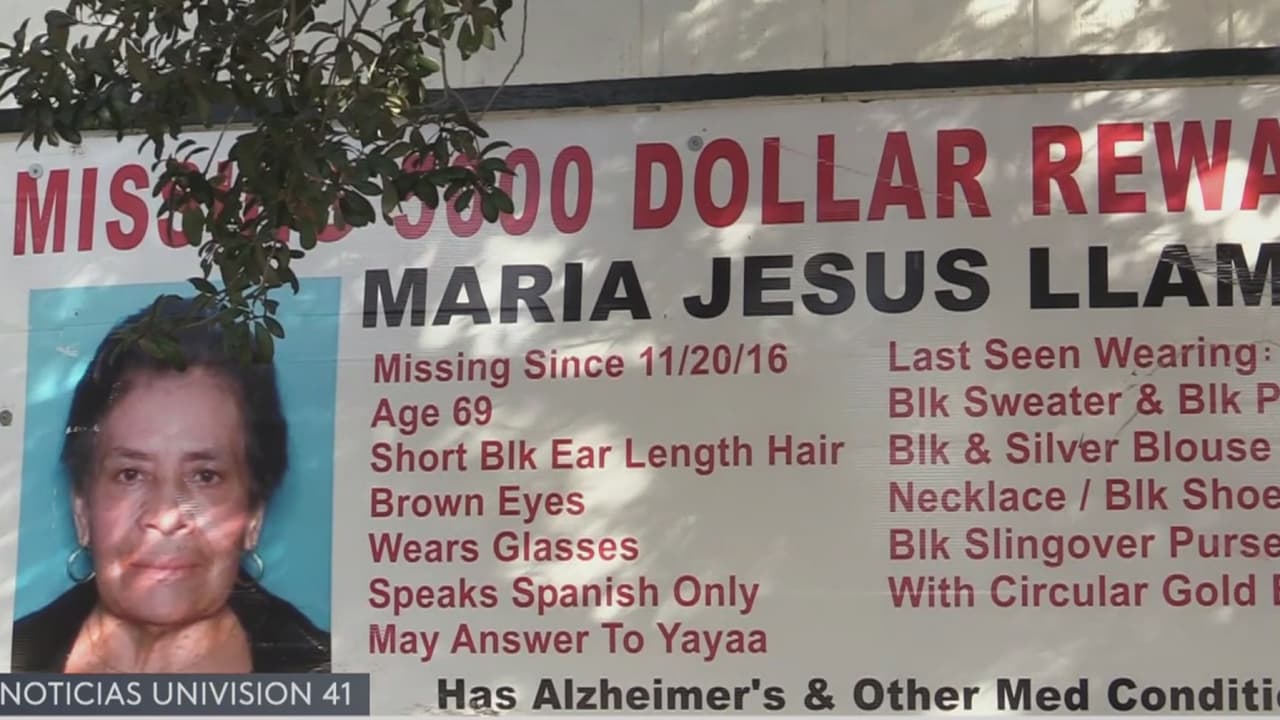 MISSING 5000 DOLLAR REWA
MARIA JESUS LLAM
Missing Since 11/20/16
Age 69
Short Blk Ear Length Hair
Brown Eyes
Wears Glasses
Speaks Spanish Only
May Answer To Yayaa
Last Seen Wearing:
Blk Sweater & Blk P
Blk & Silver Blouse
Necklace / Blk Shoe
Blk Slingover Purse
With Circular Gold
Has Alzheimer's & Other Med Conditi
NOTICIAS UNIVISION 41